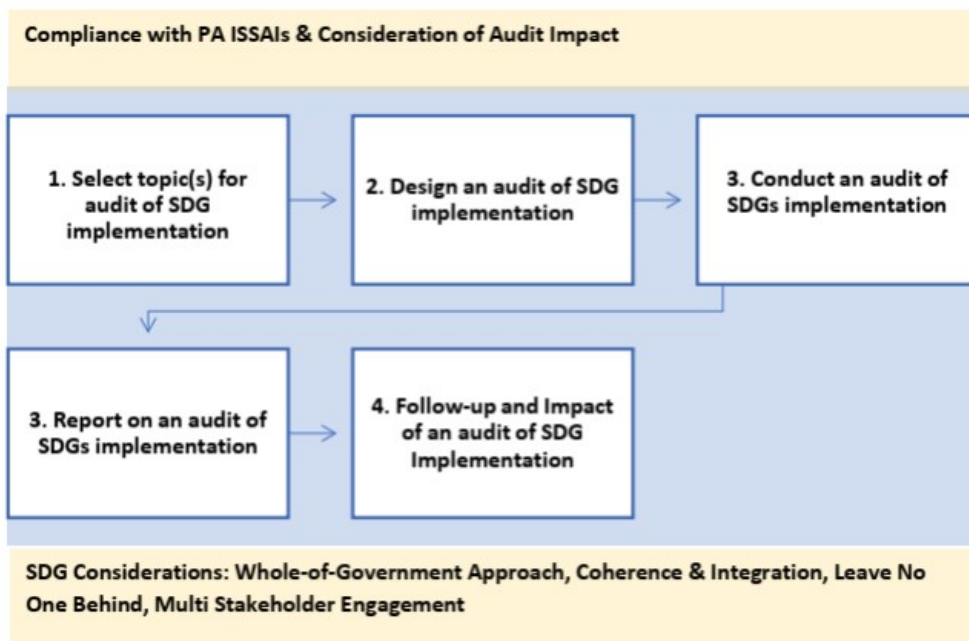 Compliance with PA ISSAIs & Consideration of Audit Impact
1. Select topic(s) for
audit of SDG
implementation
2. Design an audit of SDG
implementation
3. Conduct an audit of
SDGs implementation
3. Report on an audit of
SDGs implementation
4. Follow-up and Impact
of an audit of SDG
Implementation
SDG Considerations: Whole-of-Government Approach, Coherence & Integration, Leave No
One Behind, Multi Stakeholder Engagement